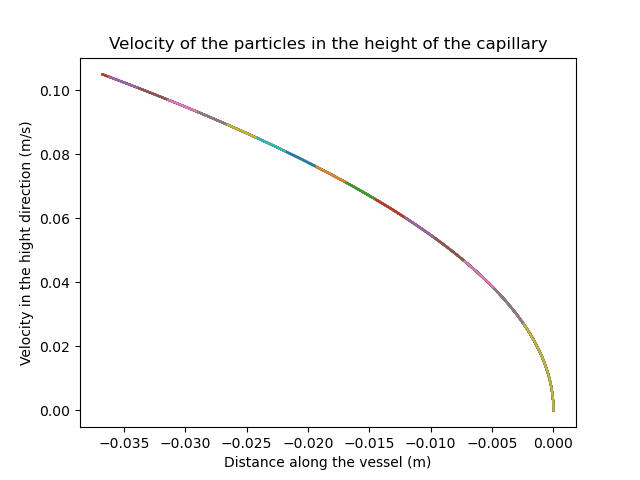 Velocity of the particles in the height of the capillary
Velocity in the hight direction (m/s)
0.10
0.08
0.06
0.04
0.02
0.00
−0.035 −0.030 −0.025 −0.020 −0.015 −0.010 −0.005 0.000
Distance along the vessel (m)